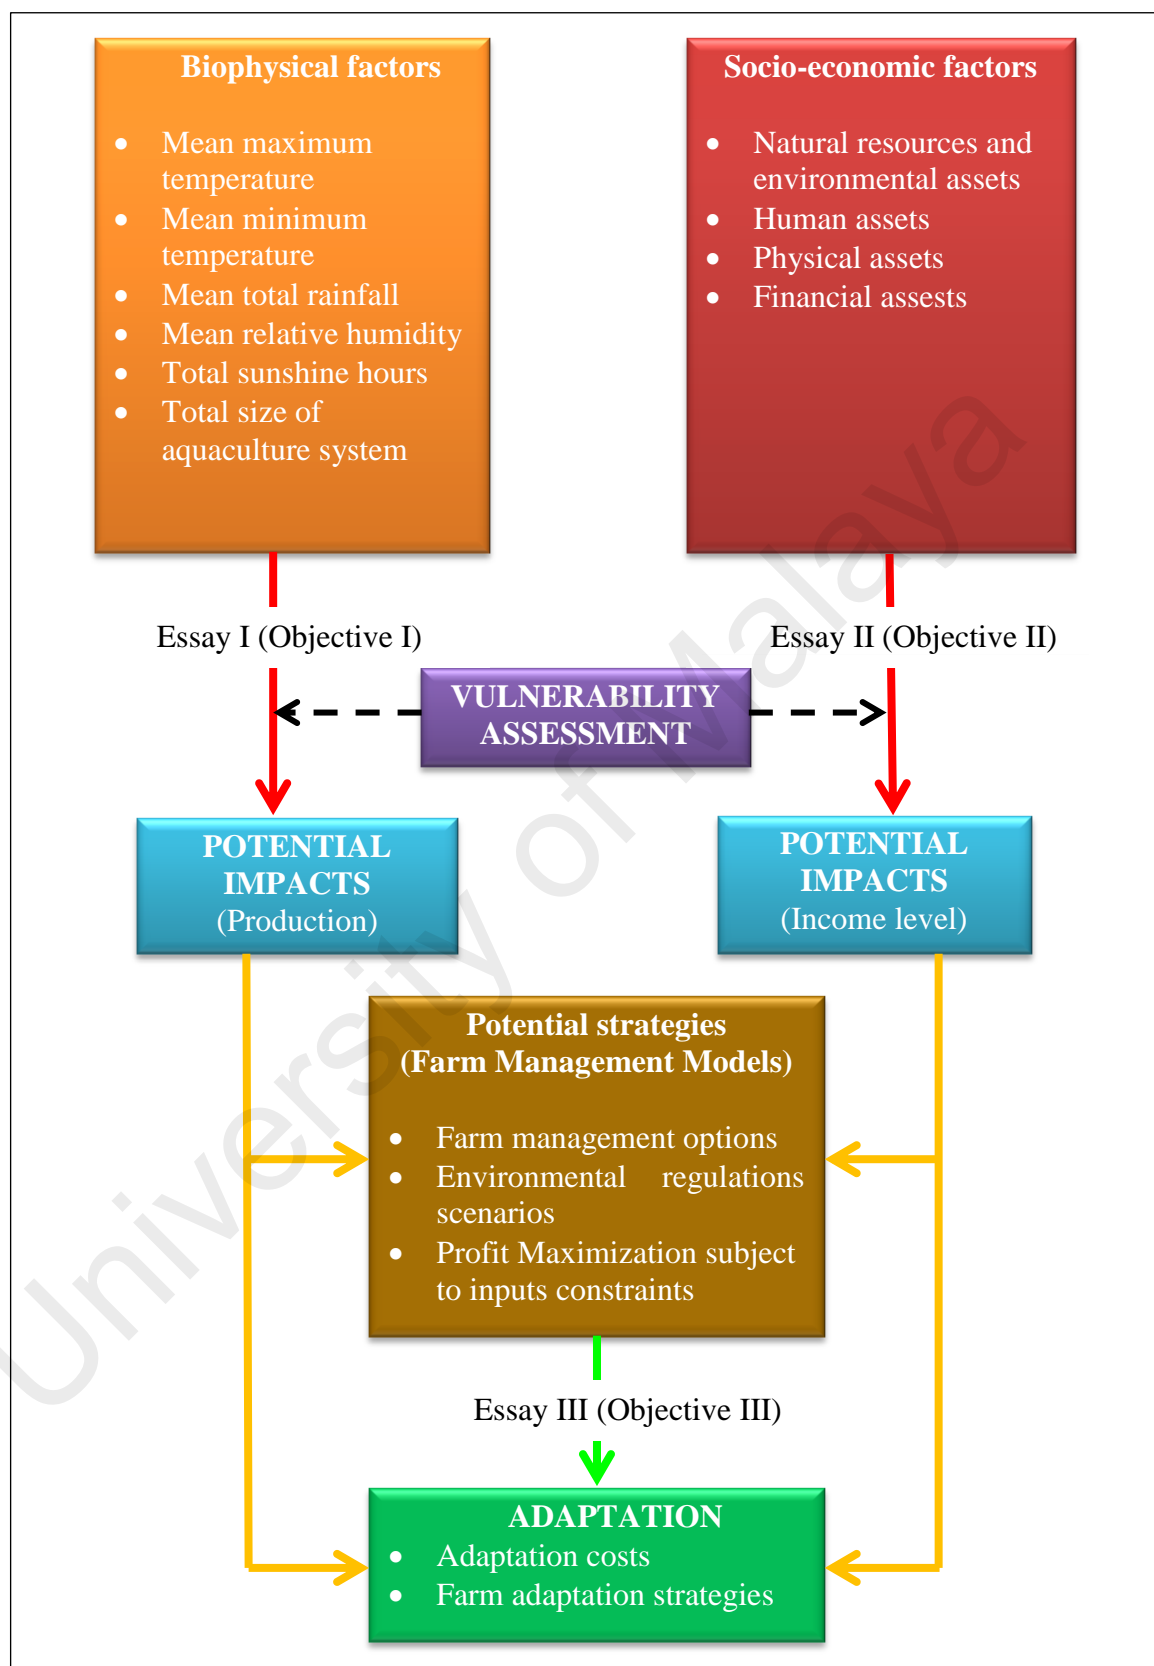 Biophysical factors
• Mean maximum
temperature
• Mean minimum
temperature
• Mean total rainfall
• Mean relative humidity
• Total sunshine hours
• Total size of
aquaculture system
Socio-economic factors
• Natural resources and
environmental assets
• Human assets
• Physical assets
• Financial assests
Essay I (Objective I)
Essay II (Objective II)
VULNERABILITY
ASSESSMENT
POTENTIAL
IMPACTS
(Production)
POTENTIAL
IMPACTS
(Income level)
Potential strategies
(Farm Management Models)
• Farm management options
• Environmental regulations
scenarios
• Profit Maximization subject
to inputs constraints
Essay III (Objective III)
ADAPTATION
• Adaptation costs
• Farm adaptation strategies
University of Malaya